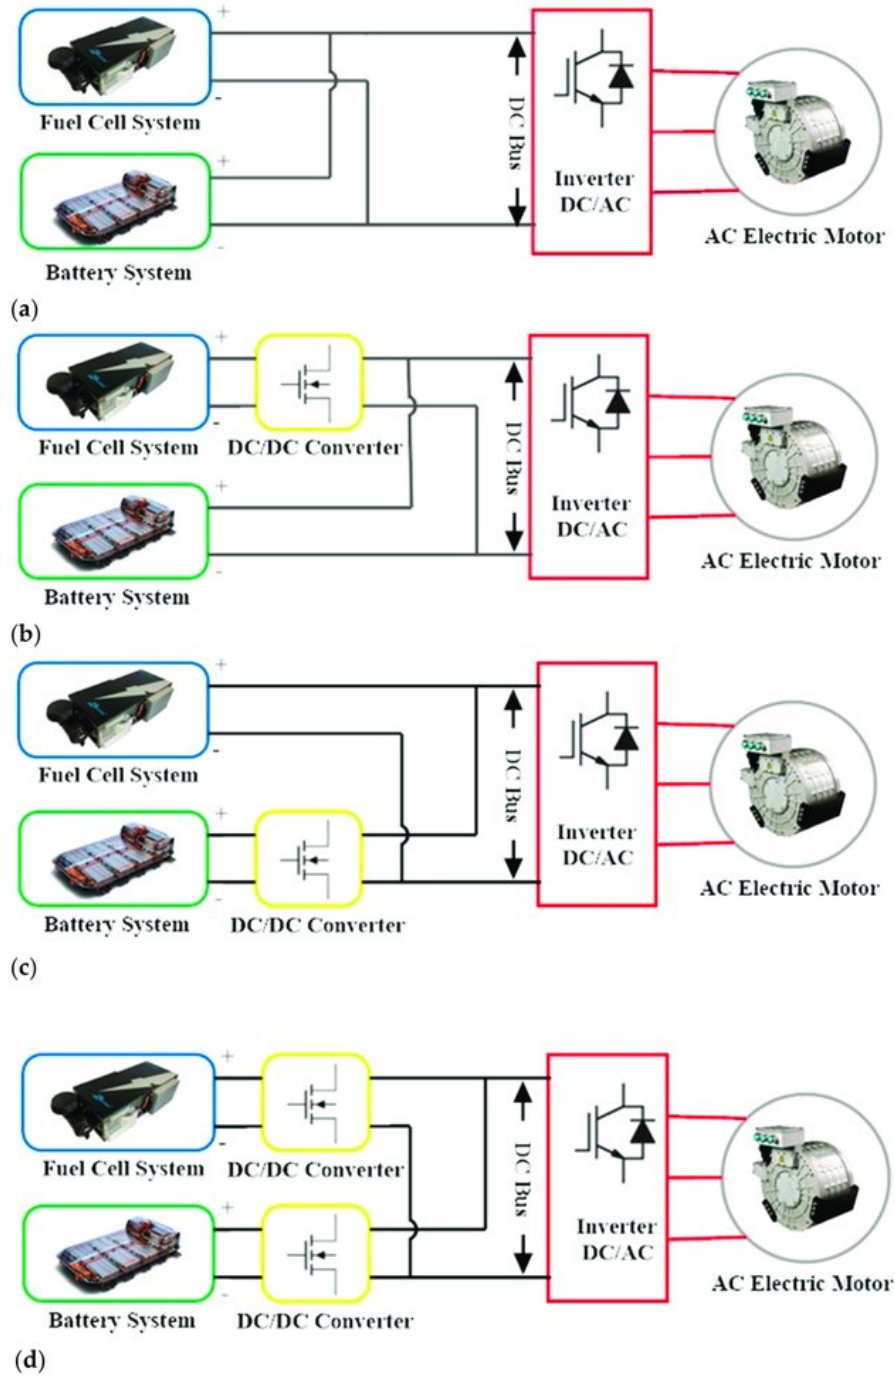 +
-
Fuel Cell System
+
-
Battery System
DC Bus
Inverter
DC/AC
AC Electric Motor
(a)
+
-
Fuel Cell System
DC/DC Converter
+
-
Battery System
DC Bus
Inverter
DC/AC
AC Electric Motor
(b)
+
-
Fuel Cell System
+
-
Battery System
DC/DC Converter
DC Bus
Inverter
DC/AC
AC Electric Motor
(c)
+
-
Fuel Cell System
DC/DC Converter
+
-
Battery System
DC/DC Converter
DC Bus
Inverter
DC/AC
AC Electric Motor
(d)